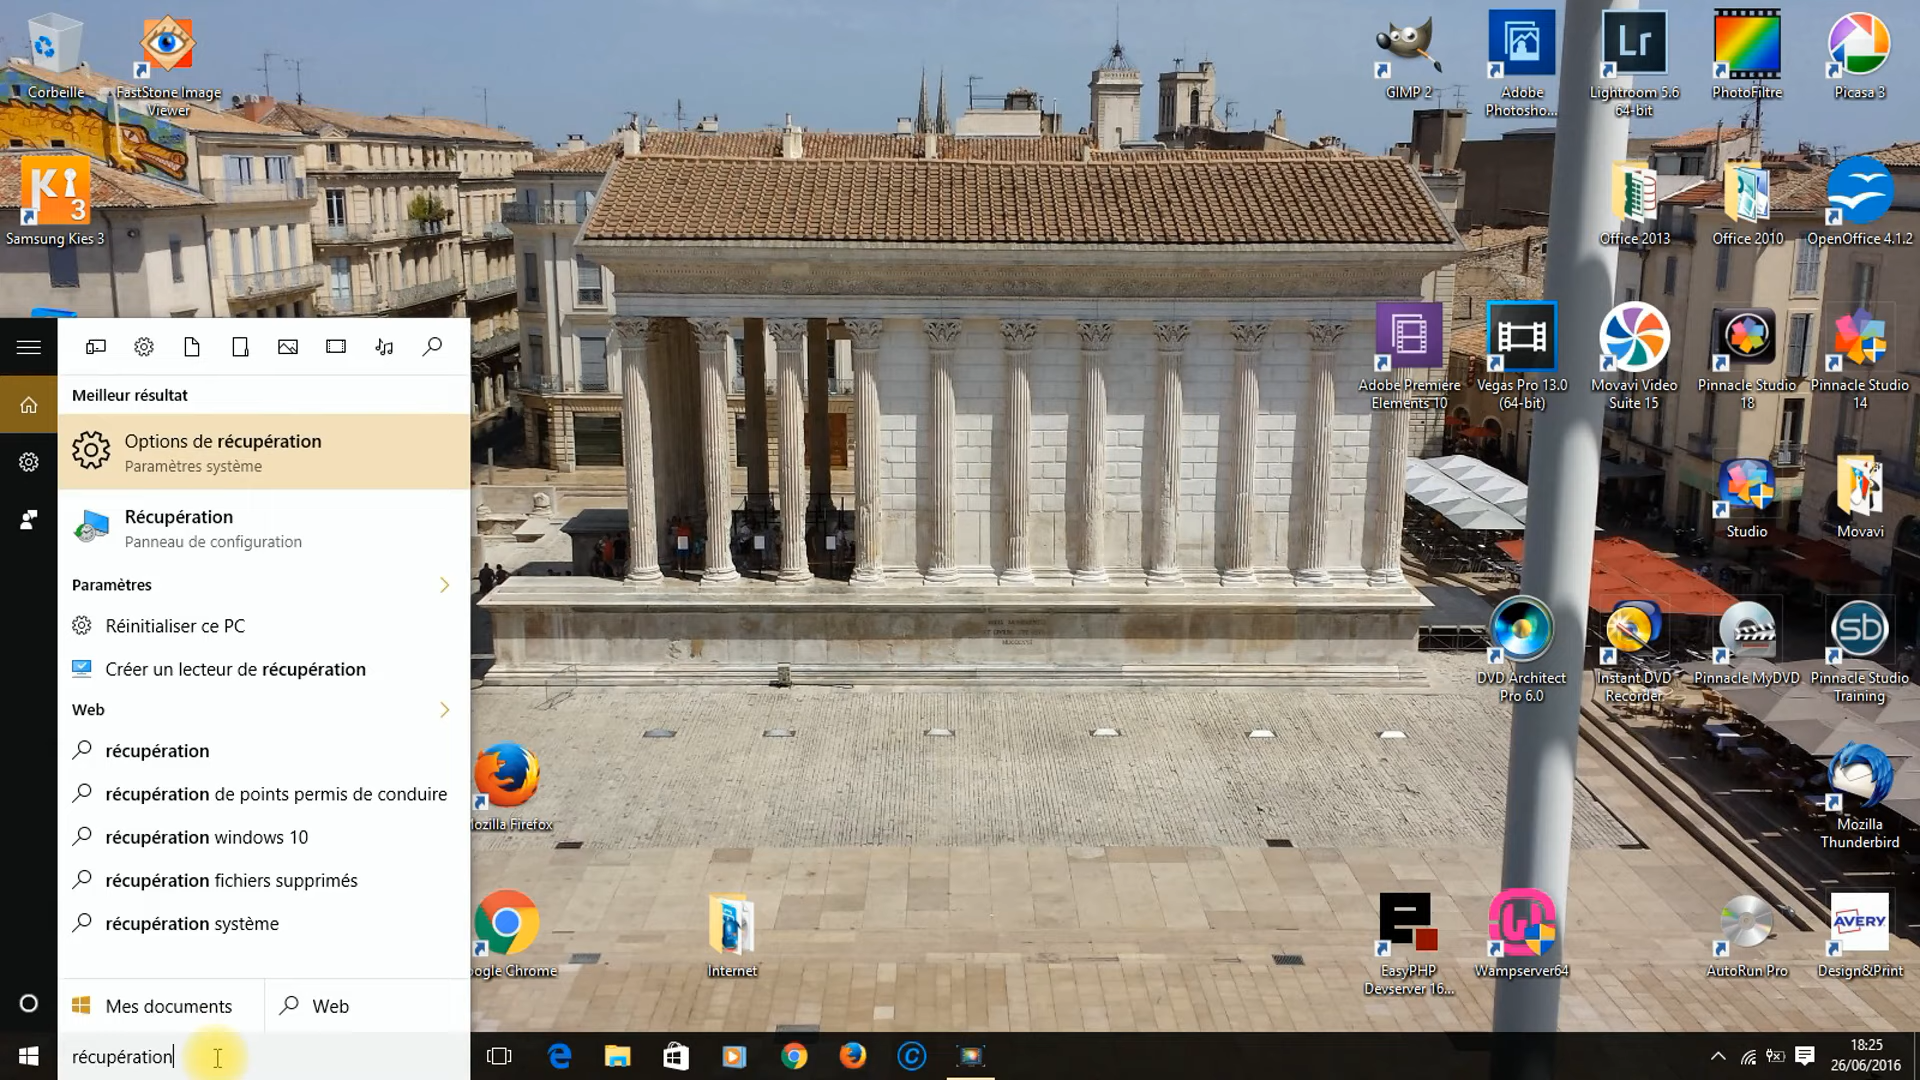 Corbeille
FastStone Image
Viewer
Samsung Kies 3
Meilleur résultat
Options de récupération
Paramètres système
Récupération
Panneau de configuration
Paramètres
Réinitialiser ce PC
Créer un lecteur de récupération
Web
récupération
récupération de points permis de conduire
récupération windows 10
récupération fichiers supprimés
récupération système
Mes documents
Web
récupération
ozilla Firefox
ogle Chrome
Internet
GIMP 2
Adobe
Photosho...
Lr
Lightroom 5.6
64-bit
PhotoFiltre
Picasa 3
Office 2013
Office 2010
OpenOffice 4.1.2
Adobe Premiere
Elements 10
Vegas Pro 13.0
(64-bit)
Movavi Video
Suite 15
Pinnacle Studio
18
Pinnacle Studio
14
Studio
Movavi
DVD Architect
Pro 6.0
Instant DVD
Recorder
Pinnacle MyDVD
sb
Pinnacle Studio
Training
Mozilla
Thunderbird
EasyPHP
Devserver 16...
Wampserver64
AutoRun Pro
AVERY
Design&Print
18:25
26/06/2016